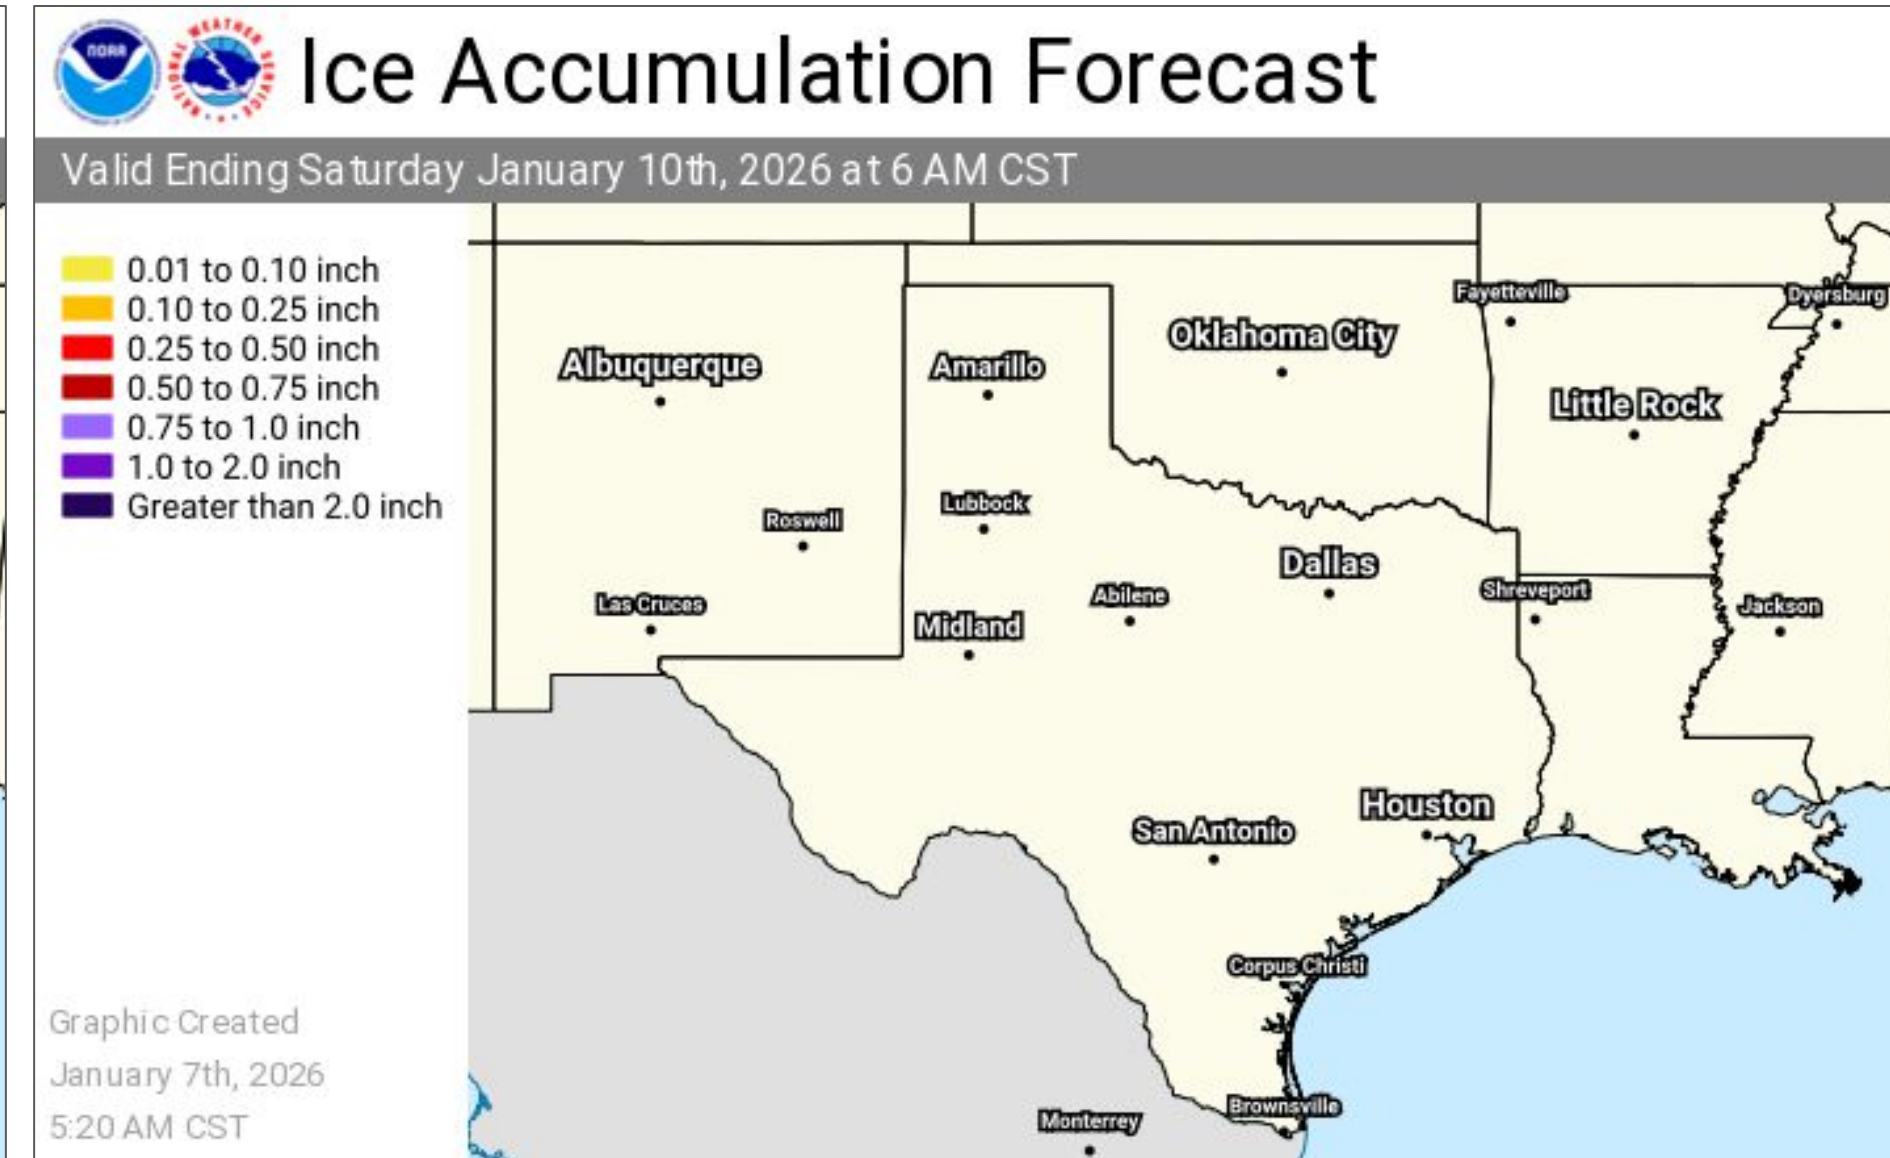 NOAA
NATIONAL WEATHER SERVICE
Ice Accumulation Forecast
Valid Ending Saturday January 10th, 2026 at 6 AM CST
0.01 to 0.10 inch
0.10 to 0.25 inch
0.25 to 0.50 inch
0.50 to 0.75 inch
0.75 to 1.0 inch
1.0 to 2.0 inch
Greater than 2.0 inch
Fayetteville
Dyersburg
Oklahoma City
Albuquerque
Amarillo
Little Rock
Lubbock
Roswell
Dallas
Shreveport
Abilene
Las Cruces
Jackson
Midland
Houston
San Antonio
Corpus Christi
Brownsville
Monterrey
Graphic Created
January 7th, 2026
5:20 AM CST